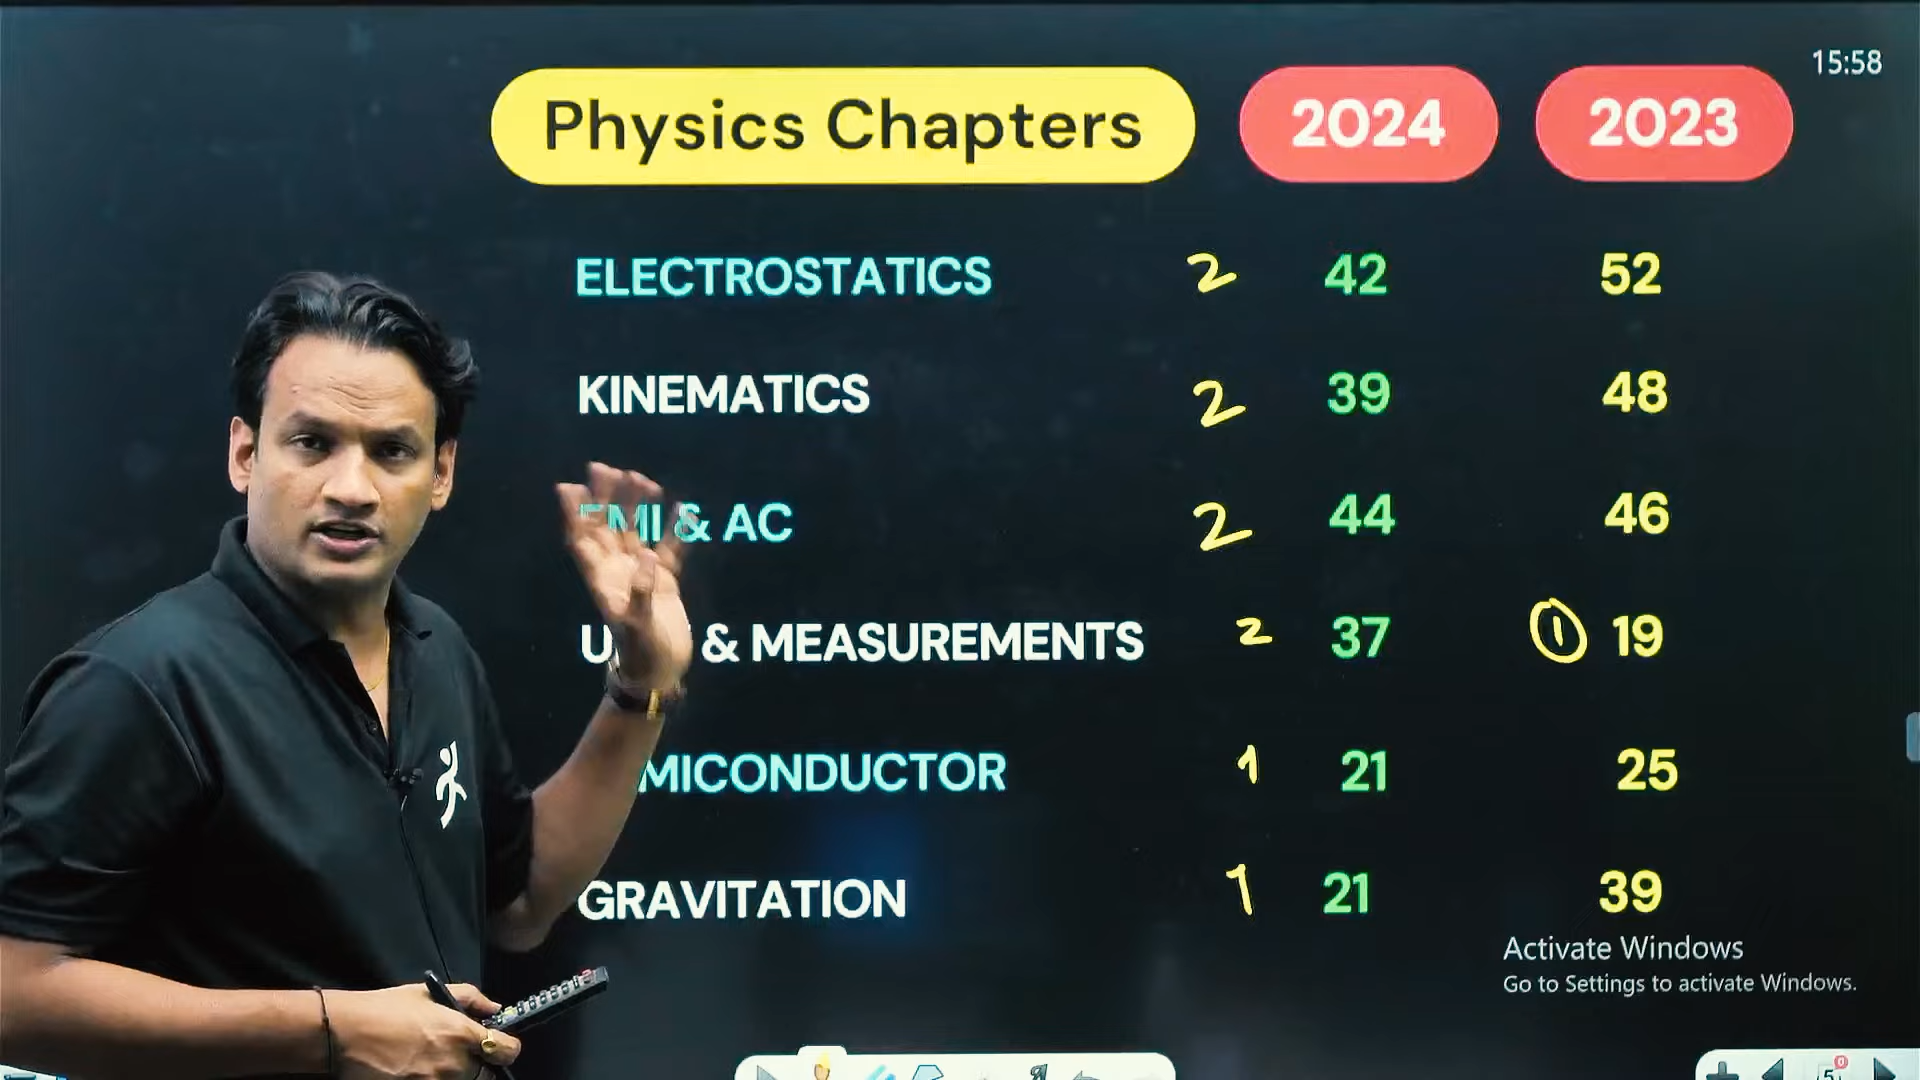 15:58
Physics Chapters 2024 2023
ELECTROSTATICS 2 42 52
KINEMATICS 2 39 48
EMI & AC 2 44 46
& MEASUREMENTS 2 37 1 19
MICONDUCTOR 1 21 25
GRAVITATION 1 21 39
Activate Windows
Go to Settings to activate Windows.